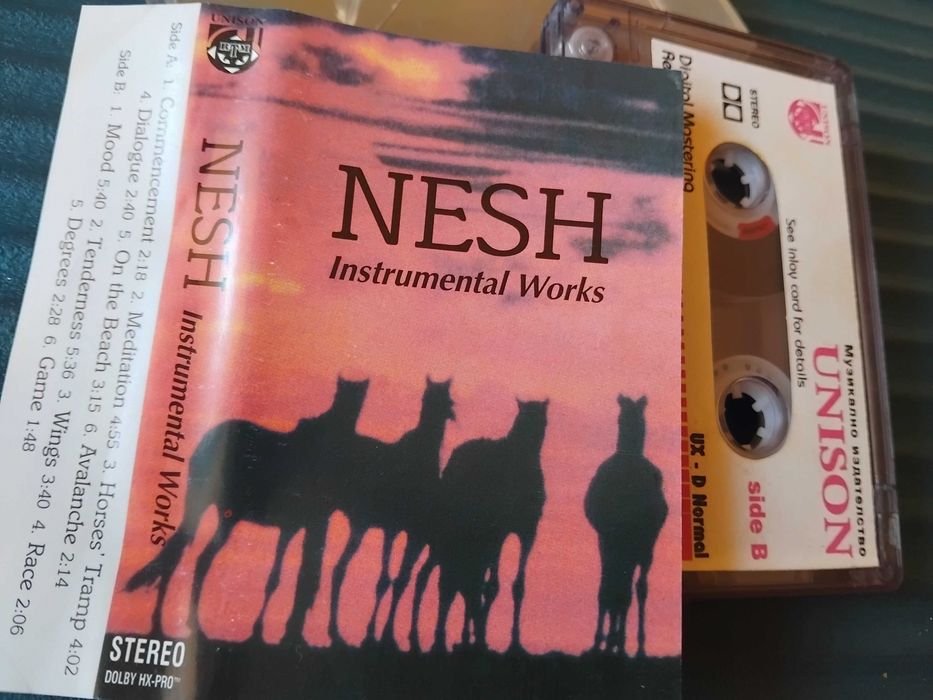 Side A: 1. Commencement 2:18 2. Meditation 4:55 3. Horses' Tramp 4:02
4. Dialogue 2:40 5. On the Beach 3:15 6. Avalanche 2:14
Side B: 1. Mood 5:40 2. Tenderness 5:36 3. Wings 3:40 4. Race 2:06
5. Degrees 2:28 6. Game 1:48
UNISON
RTM
NESH Instrumental Works
STEREO
DOLBY HX-PRO™
NESH
Instrumental Works
UNISON
Музикално издателство
UNISON
See inlay card for details
STEREO
side B
Digital Mastering
UX - D Normal